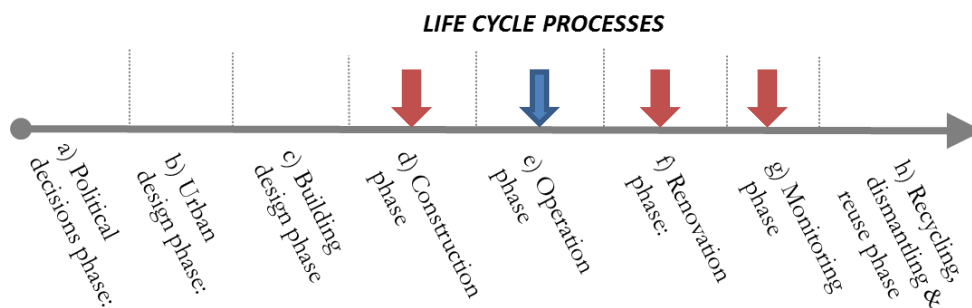 LIFE CYCLE PROCESSES
a) Political
decisions phase:
b) Urban
design phase:
c) Building
design phase
d) Construction
phase
e) Operation
phase
f) Renovation
phase:
g) Monitoring
phase
h) Recycling,
dismantling &
reuse phase